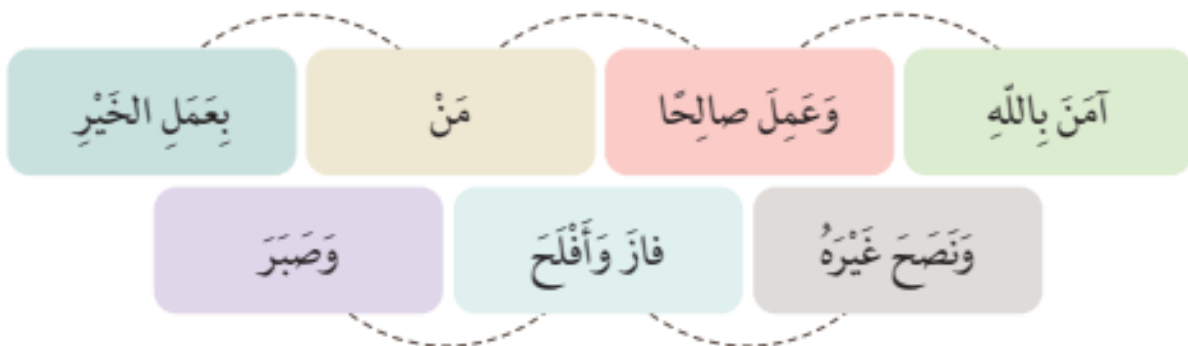 آمَنَ بِاللّهِ وَعَمِلَ صالِحًا مَنْ بِعَمَلِ الخَيْرِ
وَنَصَحَ غَيْرَهُ فازَ وَأَفْلَحَ وَصَبَرَ